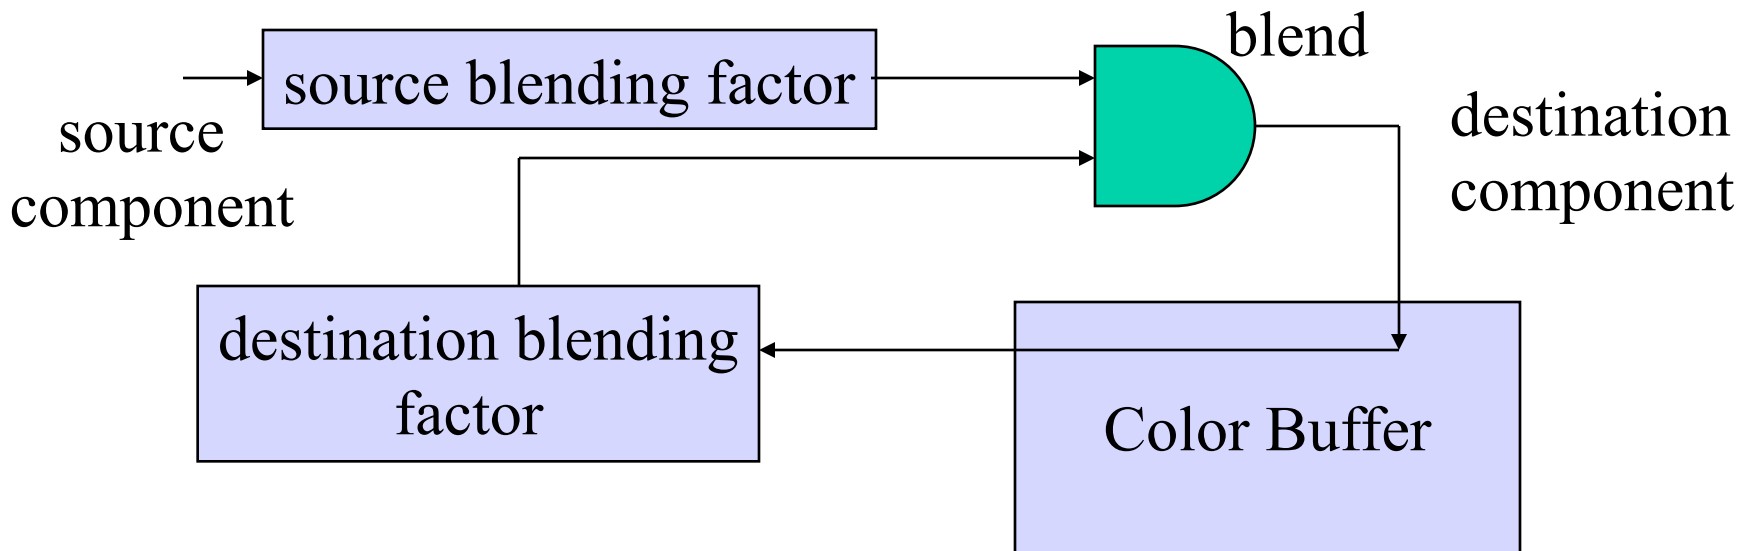 blend
source blending factor
source
component
destination
component
destination blending
factor
Color Buffer